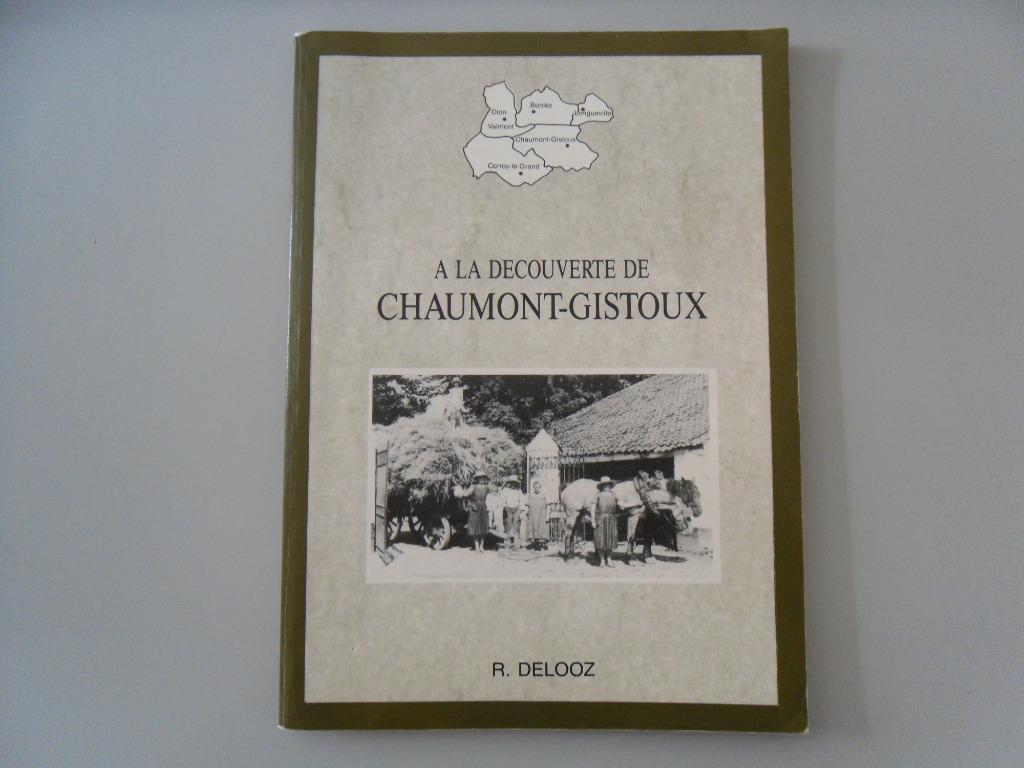 Dion
Valmont
Bonlez
Longueville
Chaumont-Gistoux
Corroy-le-Grand
A LA DECOUVERTE DE
CHAUMONT-GISTOUX
R. DELOOZ